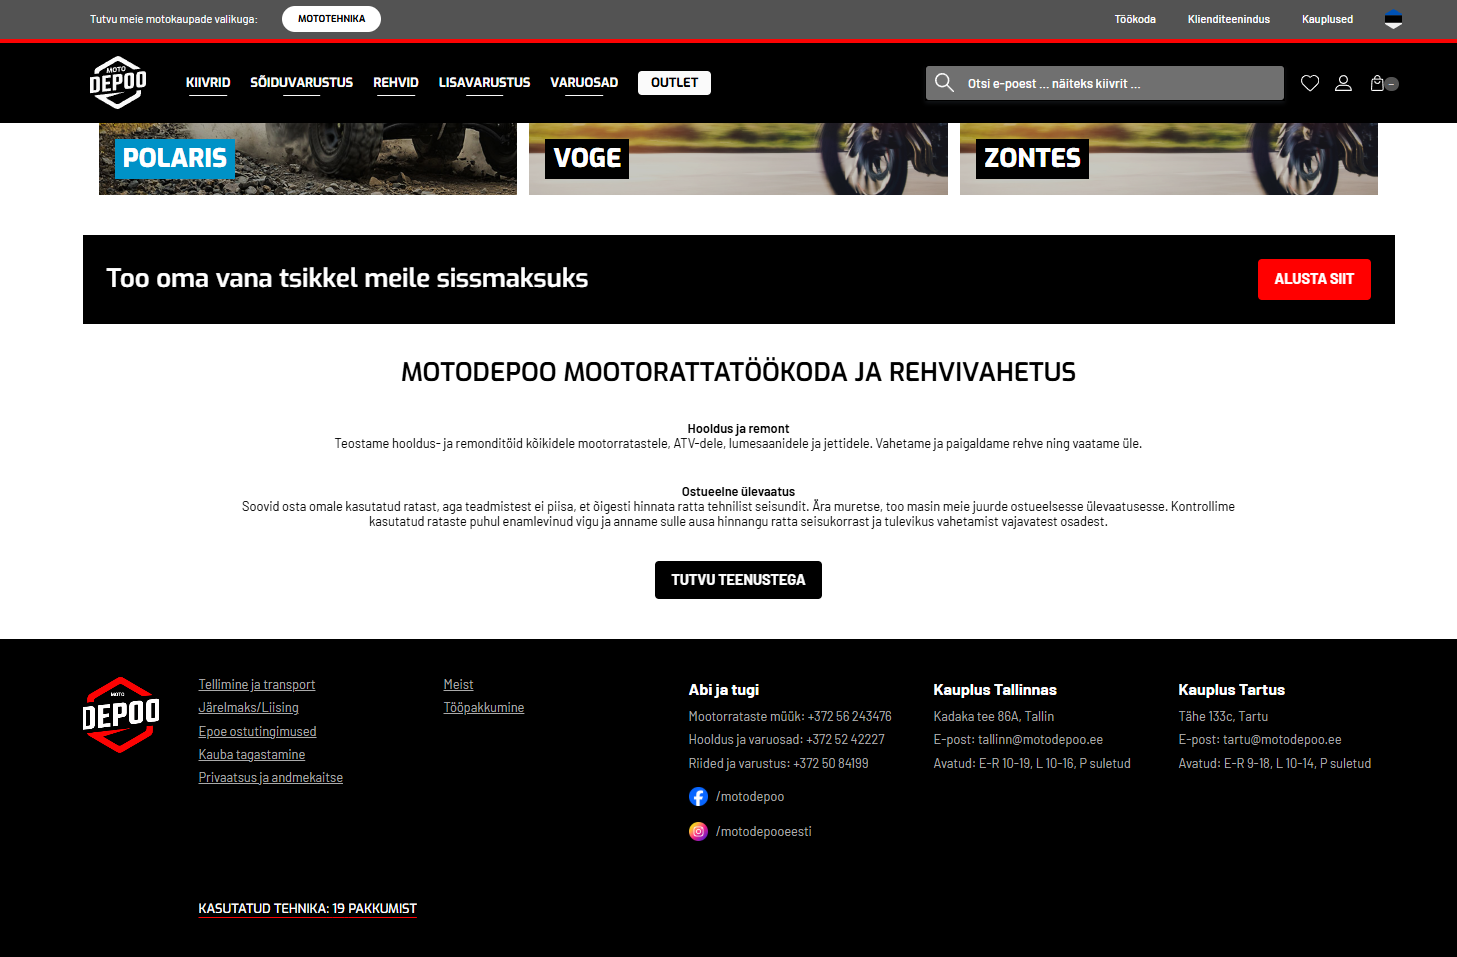 Tutvu meie motokaupade valikuga:
MOTOTEHNIKA
Töökoda
Klienditeenindus
Kauplused
MOTO
DEPOO
KIIVRID
SÕIDUVARUSTUS
REHVID
LISAVARUSTUS
VARUOSAD
OUTLET
Otsi e-poest ... näiteks kiivrit ...
POLARIS
VOGE
ZONTES
Too oma vana tsikkel meile sissmaksuks
ALUSTA SIIT
MOTODEPOO MOOTORATTATÖÖKODA JA REHVIVAHETUS
Hooldus ja remont
Teostame hooldus- ja remonditöid kõikidele mootorratastele, ATV-dele, lumesaanidele ja jettidele. Vahetame ja paigaldame rehve ning vaatame üle.
Ostueelne ülevaatus
Soovid osta omale kasutatud ratast, aga teadmistest ei piisa, et õigesti hinnata ratta tehnilist seisundit. Ära muretse, too masin meie juurde ostueelsesse ülevaatusesse. Kontrollime
kasutatud rataste puhul enamlevinud vigu ja anname sulle ausa hinnangu ratta seisukorrast ja tulevikus vahetamist vajavatest osadest.
TUTVU TEENUSTEGA
MOTO
DEPOO
Tellimine ja transport
Järelmaks/Liising
Epoe ostutingimused
Kauba tagastamine
Privaatsus ja andmekaitse
Meist
Tööpakkumine
Abi ja tugi
Mootorrataste müük: +372 56 243476
Hooldus ja varuosad: +372 52 42227
Riided ja varustus: +372 50 84199
/motodepoo
/motodepooeesti
Kauplus Tallinnas
Kadaka tee 86A, Tallin
E-post: tallinn@motodepoo.ee
Avatud: E-R 10-19, L 10-16, P suletud
Kauplus Tartus
Tähe 133c, Tartu
E-post: tartu@motodepoo.ee
Avatud: E-R 9-18, L 10-14, P suletud
KASUTATUD TEHNIKA: 19 PAKKUMIST